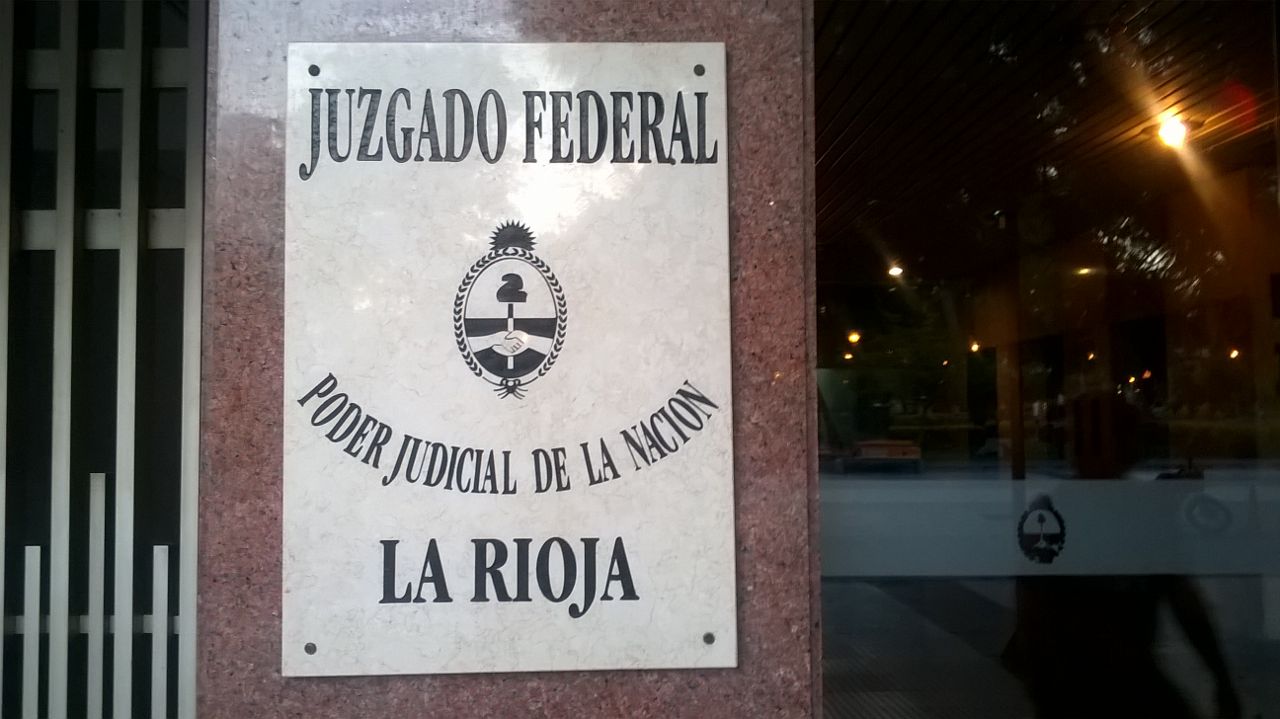 JUZGADO FEDERAL
PODER JUDICIAL DE LA NACION
LA RIOJA